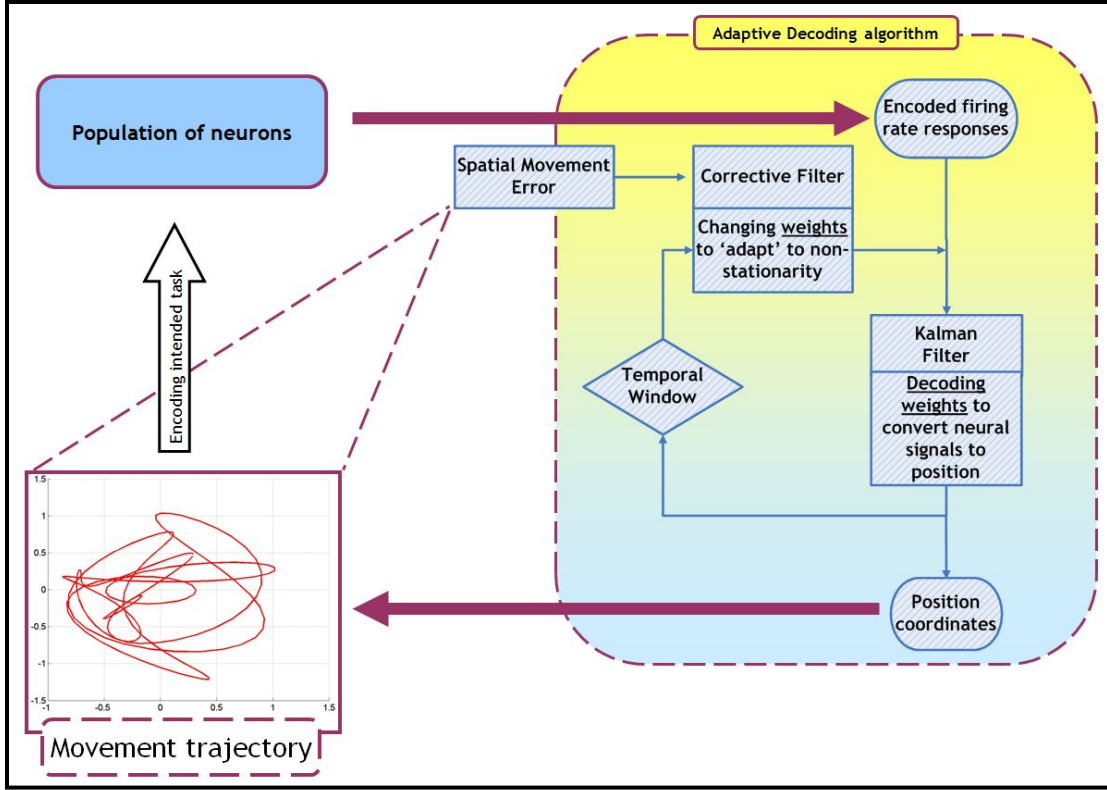 Adaptive Decoding algorithm
Population of neurons
Encoded firing
rate responses
Spatial Movement
Error
Corrective Filter
Changing weights
to ‘adapt’ to non-
stationarity
Kalman
Filter
Decoding
weights to
convert neural
signals to
position
Temporal
Window
Encoding intended task
Position
coordinates
1.5
1
0.5
0
-0.5
-1
-1.5
-1
-0.5
0
0.5
1
1.5
Movement trajectory